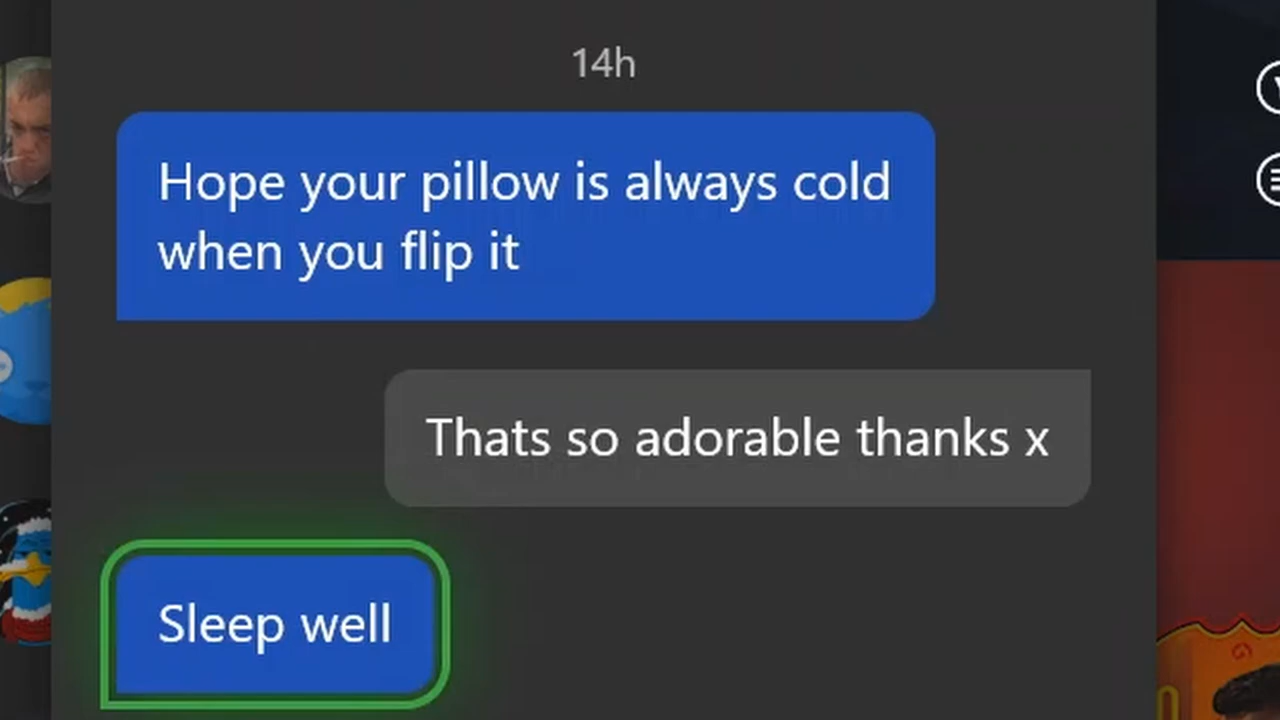 14h
Hope your pillow is always cold
when you flip it
Thats so adorable thanks x
Sleep well